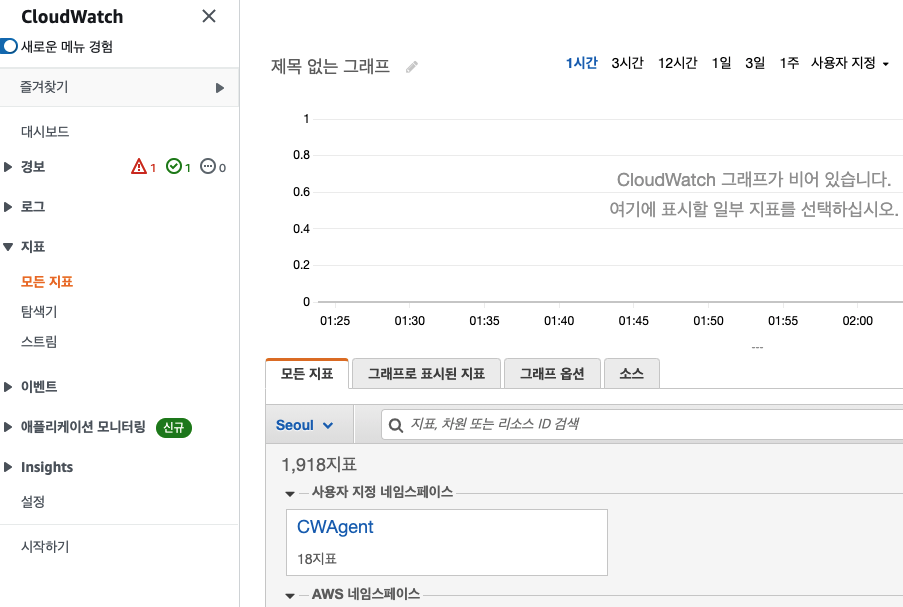 CloudWatch
새로운 메뉴 경험
즐겨찾기
대시보드
경보 1 1 0
로그
지표
모든 지표
탐색기
스트림
이벤트
애플리케이션 모니터링 신규
Insights
설정
시작하기
제목 없는 그래프
1시간 3시간 12시간 1일 3일 1주 사용자 지정
1
0.8
0.6
0.4
0.2
0
CloudWatch 그래프가 비어 있습니다.
여기에 표시할 일부 지표를 선택하십시오.
01:25 01:30 01:35 01:40 01:45 01:50 01:55 02:00
---
모든 지표 그래프로 표시된 지표 그래프 옵션 소스
Seoul 지표, 차원 또는 리소스 ID 검색
1,918지표
사용자 지정 네임스페이스
CWAgent
18지표
AWS 네임스페이스